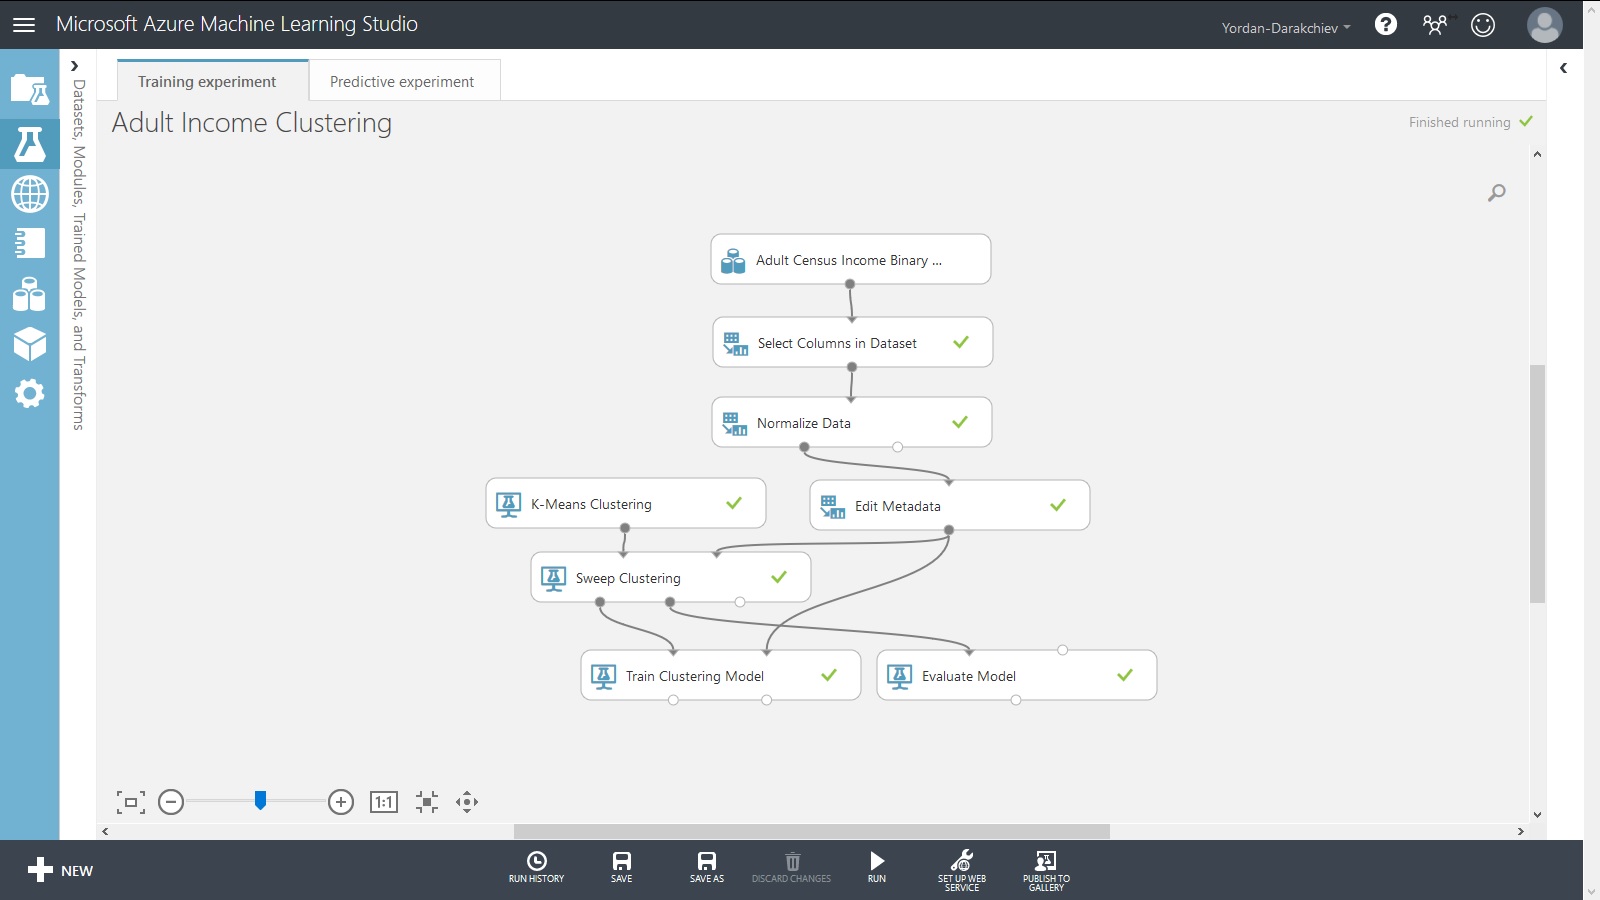 Microsoft Azure Machine Learning Studio
Yordan-Darakchiev
?
Datasets, Modules, Trained Models, and Transforms
Training experiment
Predictive experiment
Adult Income Clustering
Finished running
Adult Census Income Binary ...
Select Columns in Dataset
Normalize Data
K-Means Clustering
Edit Metadata
Sweep Clustering
Train Clustering Model
Evaluate Model
1:1
NEW
RUN HISTORY
SAVE
SAVE AS
DISCARD CHANGES
RUN
SET UP WEB
SERVICE
PUBLISH TO
GALLERY